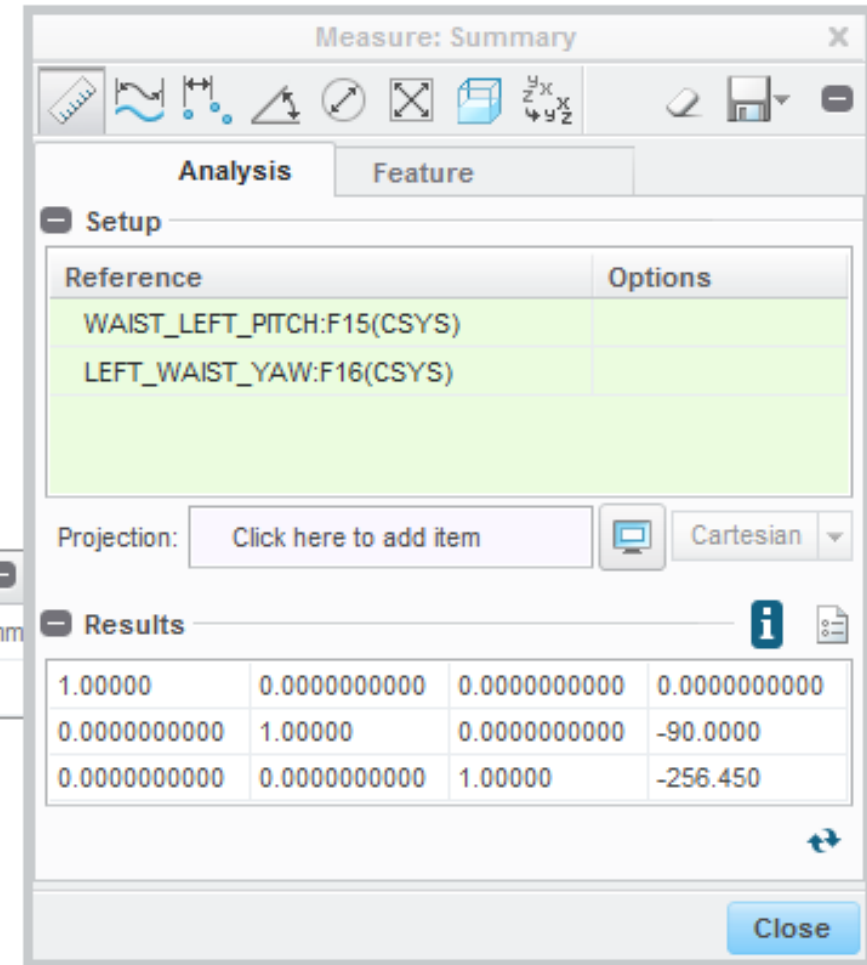 Measure: Summary X
y x z x y z
Analysis Feature
Setup
Reference Options
WAIST_LEFT_PITCH:F15(CSYS)
LEFT_WAIST_YAW:F16(CSYS)
Projection: Click here to add item Cartesian
Results i
1.00000 0.0000000000 0.0000000000 0.0000000000
0.0000000000 1.00000 0.0000000000 -90.0000
0.0000000000 0.0000000000 1.00000 -256.450
Close